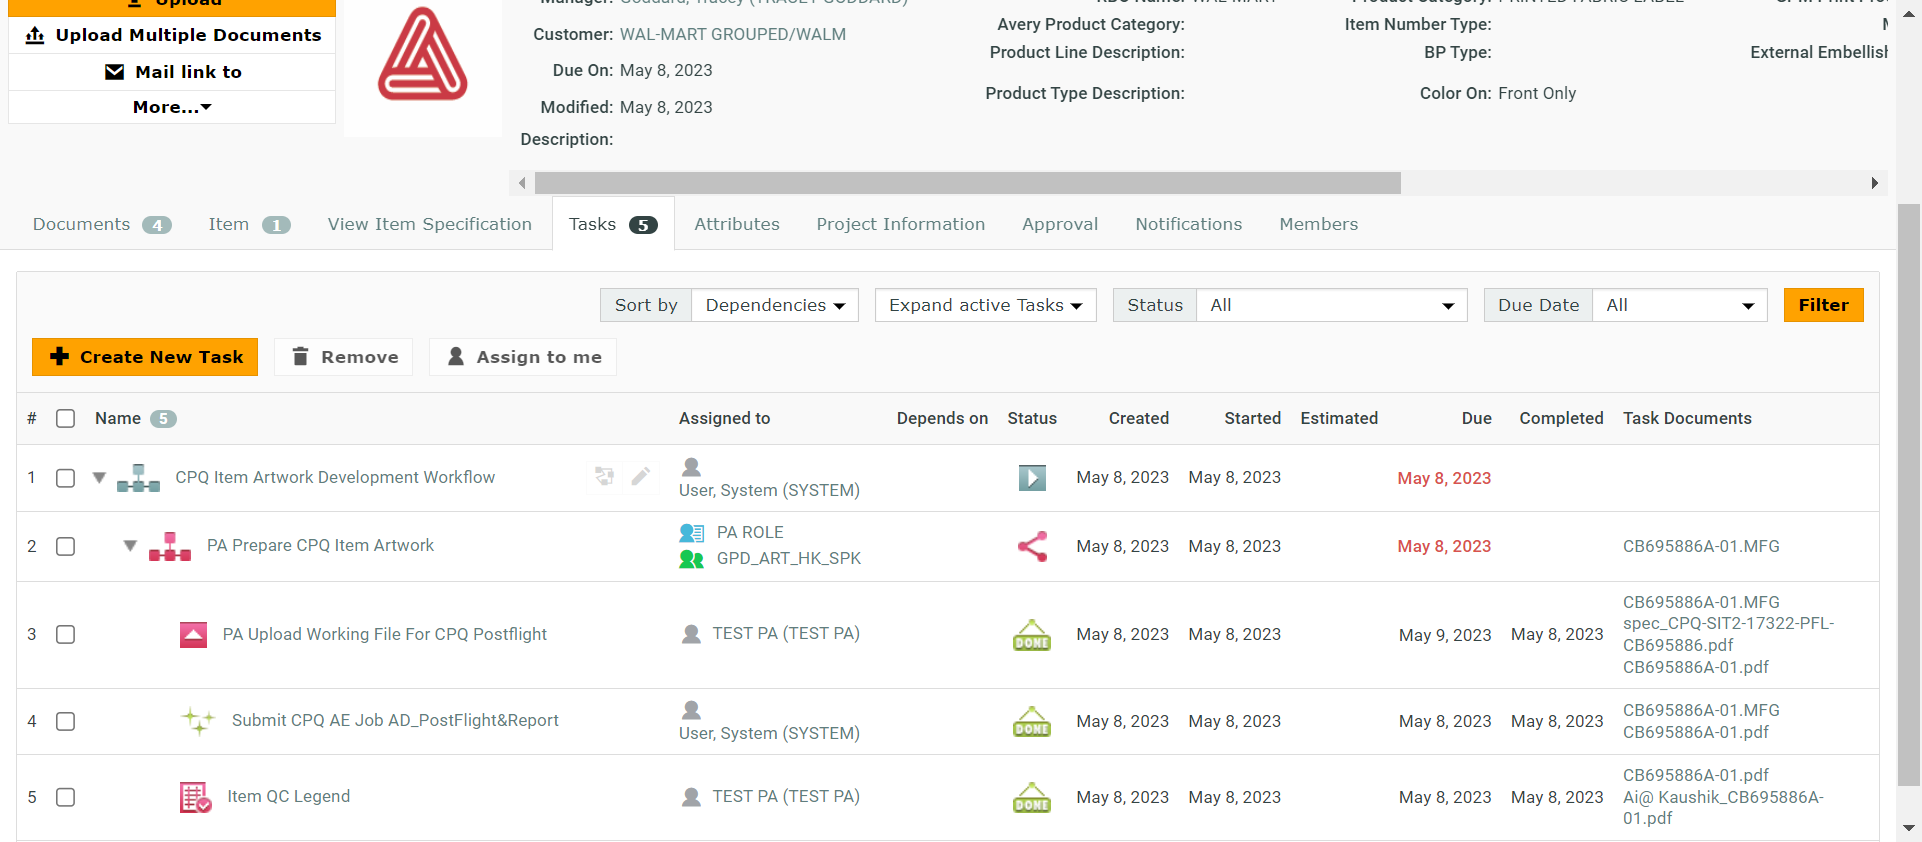 Upload
Upload Multiple Documents
Mail link to
More...
Customer: WAL-MART GROUPED/WALM
Due On: May 8, 2023
Modified: May 8, 2023
Description:
Avery Product Category:
Product Line Description:
Product Type Description:
Item Number Type:
BP Type:
Color On: Front Only
External Embellish
Documents 4 Item 1 View Item Specification Tasks 5 Attributes Project Information Approval Notifications Members
Sort by Dependencies Expand active Tasks Status All Due Date All Filter
Create New Task Remove Assign to me
# Name 5 Assigned to Depends on Status Created Started Estimated Due Completed Task Documents
1 CPQ Item Artwork Development Workflow User, System (SYSTEM) May 8, 2023 May 8, 2023 May 8, 2023
2 PA Prepare CPQ Item Artwork PA ROLE May 8, 2023 May 8, 2023 May 8, 2023 CB695886A-01.MFG
GPD_ART_HK_SPK
3 PA Upload Working File For CPQ Postflight TEST PA (TEST PA) DONE May 8, 2023 May 8, 2023 May 9, 2023 May 8, 2023 CB695886A-01.MFG
spec_CPQ-SIT2-17322-PFL-
CB695886.pdf
CB695886A-01.pdf
4 Submit CPQ AE Job AD_PostFlight&Report User, System (SYSTEM) DONE May 8, 2023 May 8, 2023 May 8, 2023 May 8, 2023 CB695886A-01.MFG
CB695886A-01.pdf
5 Item QC Legend TEST PA (TEST PA) DONE May 8, 2023 May 8, 2023 May 8, 2023 May 8, 2023 CB695886A-01.pdf
Ai@ Kaushik_CB695886A-
01.pdf